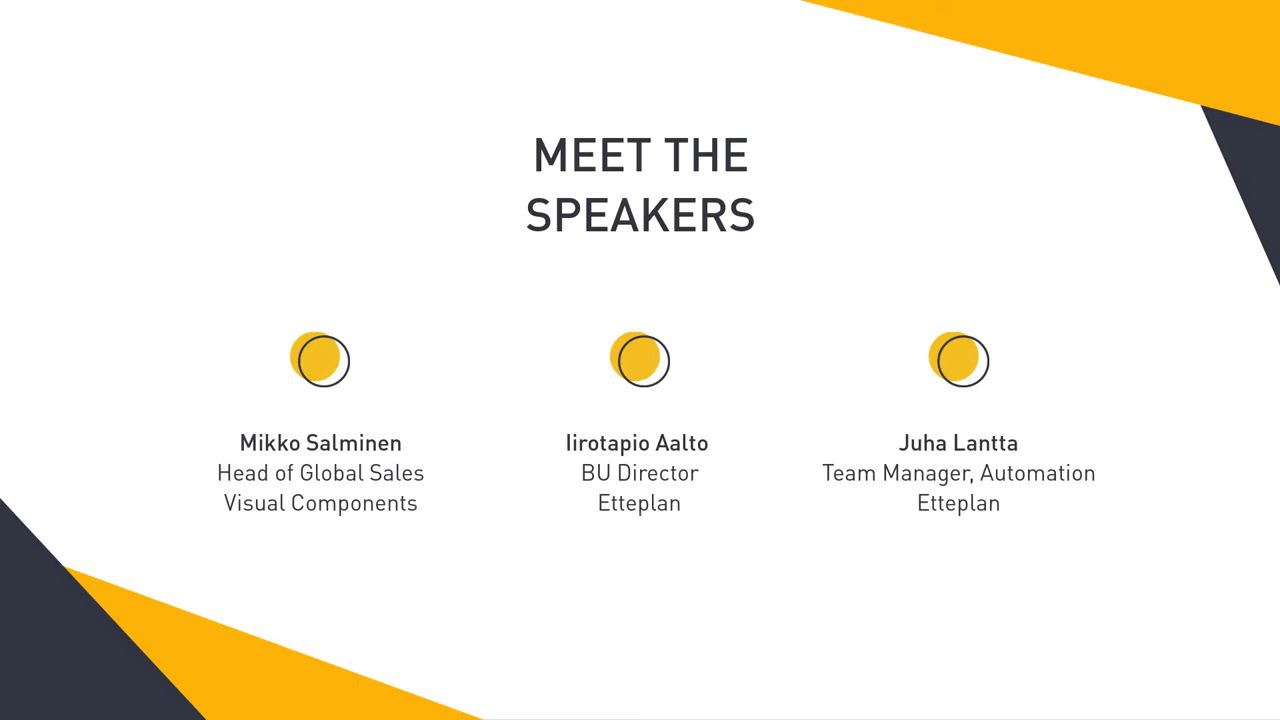 MEET THE
SPEAKERS
Mikko Salminen
Head of Global Sales
Visual Components
Iirotapio Aalto
BU Director
Etteplan
Juha Lantta
Team Manager, Automation
Etteplan